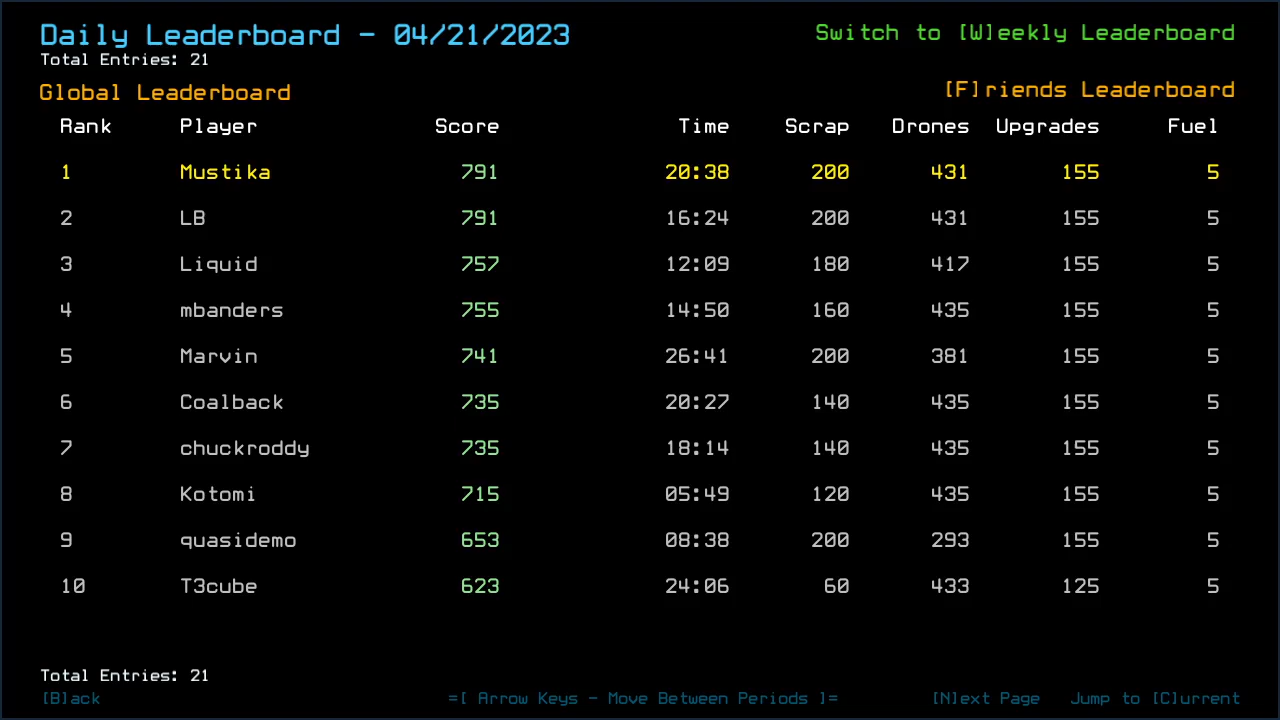 Daily Leaderboard - 04/21/2023 Switch to [W]eekly Leaderboard
Total Entries: 21
Global Leaderboard [F]riends Leaderboard
Rank Player Score Time Scrap Drones Upgrades Fuel
1 Mustika 791 20:38 200 431 155 5
2 LB 791 16:24 200 431 155 5
3 Liquid 757 12:09 180 417 155 5
4 mbanders 755 14:50 160 435 155 5
5 Marvin 741 26:41 200 381 155 5
6 Coalback 735 20:27 140 435 155 5
7 chuckroddy 735 18:14 140 435 155 5
8 Kotomi 715 05:49 120 435 155 5
9 quasidemo 653 08:38 200 293 155 5
10 T3cube 623 24:06 60 433 125 5
Total Entries: 21
[B]ack =[ Arrow Keys - Move Between Periods ]= [N]ext Page Jump to [C]urrent